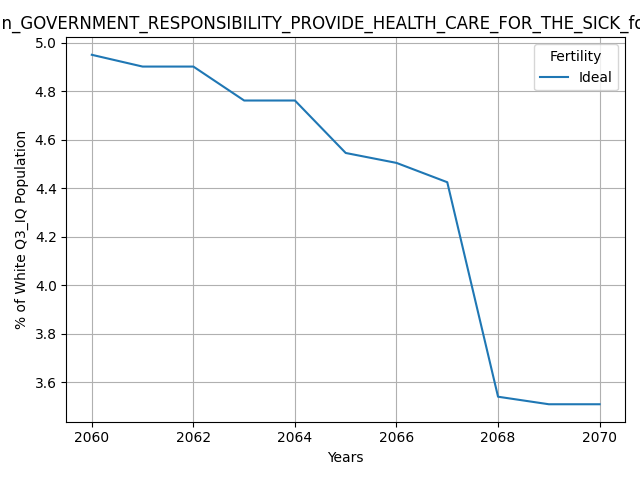 n_GOVERNMENT_RESPONSIBILITY_PROVIDE_HEALTH_CARE_FOR_THE_SICK_fo
Fertility
Ideal
% of White Q3_IQ Population
5.0
4.8
4.6
4.4
4.2
4.0
3.8
3.6
2060 2062 2064 2066 2068 2070
Years